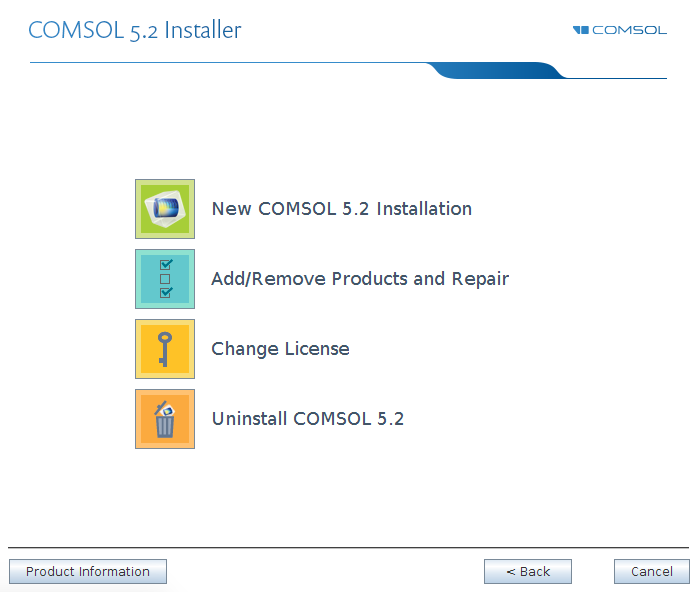 COMSOL 5.2 Installer
COMSOL
New COMSOL 5.2 Installation
Add/Remove Products and Repair
Change License
Uninstall COMSOL 5.2
Product Information
< Back
Cancel